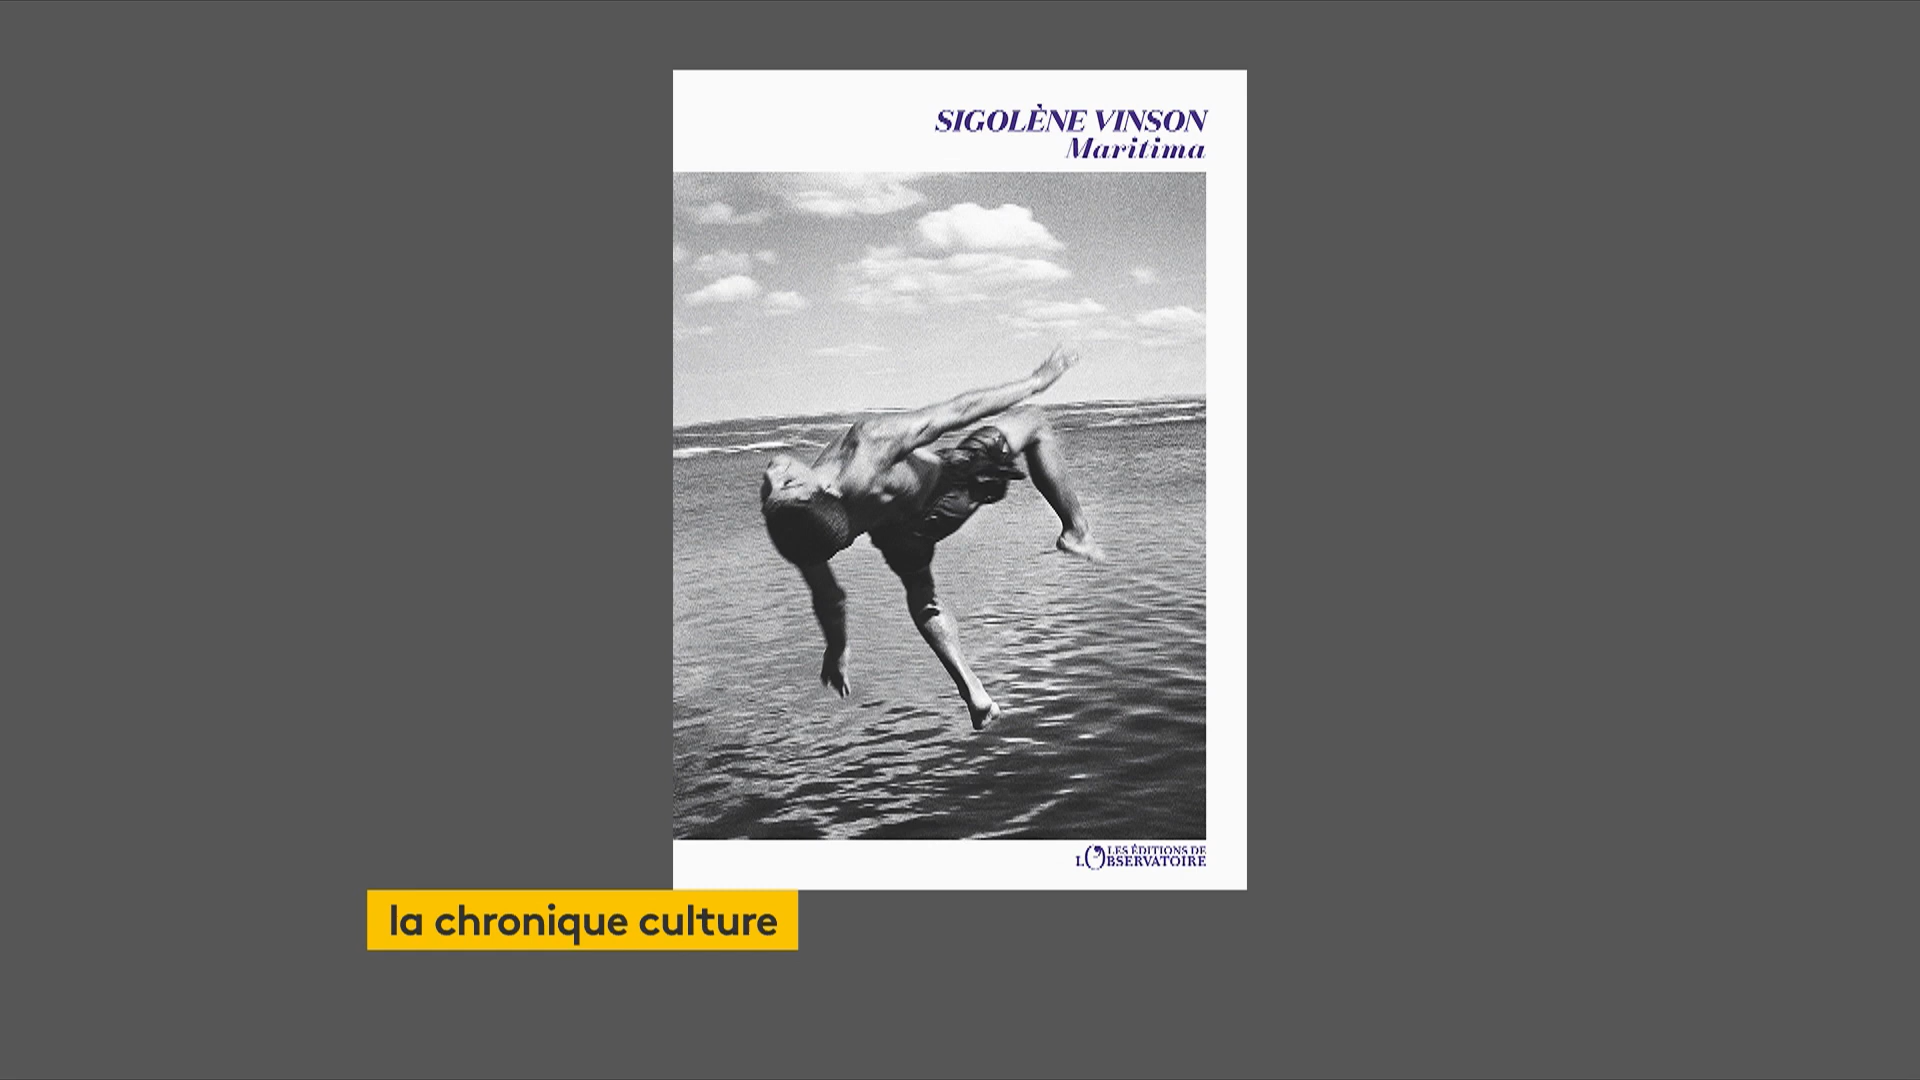 SIGOLÈNE VINSON
Maritima
LES ÉDITIONS DE
L'OBSERVATOIRE
la chronique culture